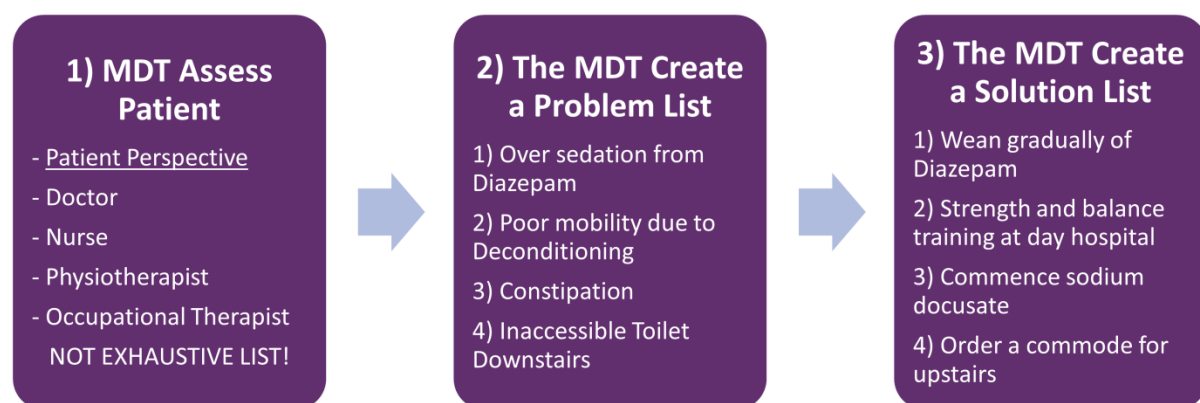 1) MDT Assess
Patient
- Patient Perspective
- Doctor
- Nurse
- Physiotherapist
- Occupational Therapist
NOT EXHAUSTIVE LIST!
2) The MDT Create
a Problem List
1) Over sedation from
Diazepam
2) Poor mobility due to
Deconditioning
3) Constipation
4) Inaccessible Toilet
Downstairs
3) The MDT Create
a Solution List
1) Wean gradually of
Diazepam
2) Strength and balance
training at day hospital
3) Commence sodium
docusate
4) Order a commode for
upstairs